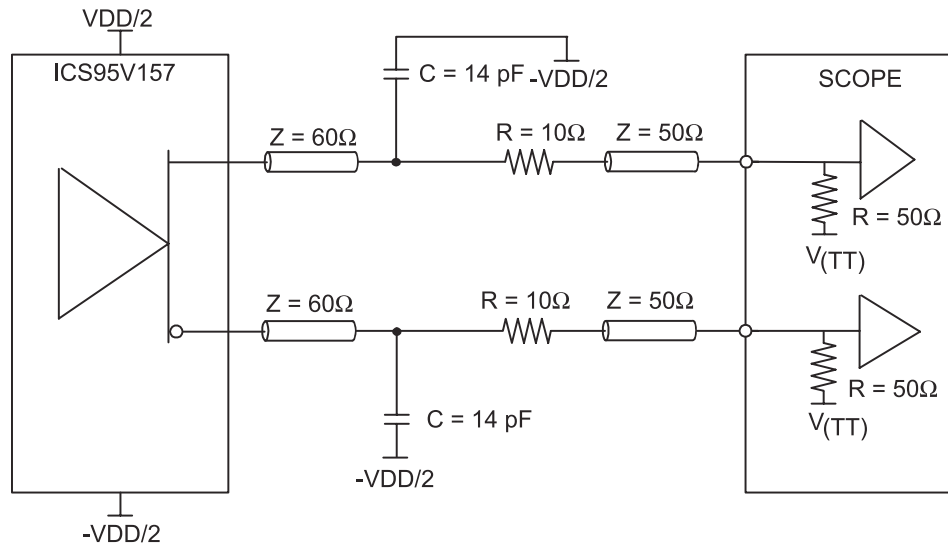 VDD/2
ICS95V157
C = 14 pF
-VDD/2
SCOPE
Z = 60Ω
R = 10Ω
Z = 50Ω
R = 50Ω
V(TT)
Z = 60Ω
R = 10Ω
Z = 50Ω
R = 50Ω
V(TT)
C = 14 pF
-VDD/2
-VDD/2